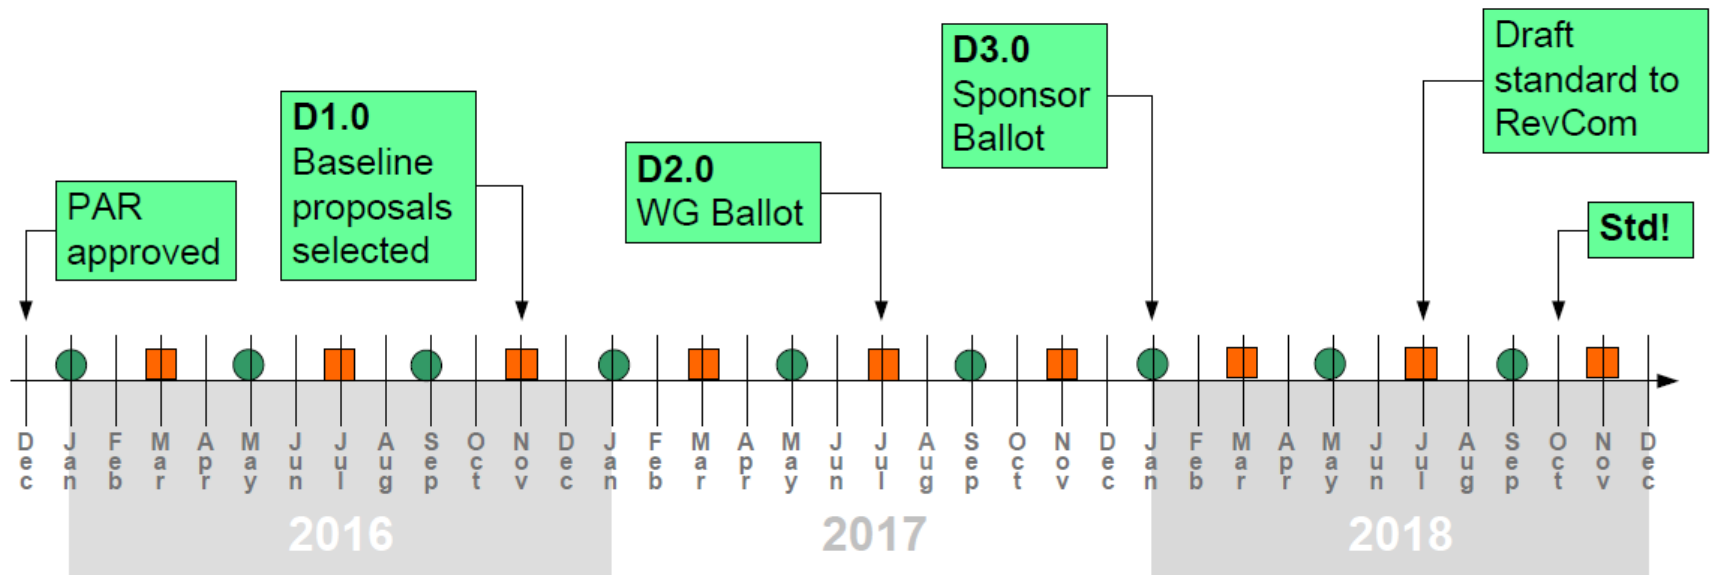 PAR
approved
D1.0
Baseline
proposals
selected
D2.0
WG Ballot
D3.0
Sponsor
Ballot
Draft
standard to
RevCom
Std!
Dec Jan Feb Mar Apr May Jun Jul Aug Sep Oct Nov Dec Jan Feb Mar Apr May Jun Jul Aug Sep Oct Nov Dec Jan Feb Mar Apr May Jun Jul Aug Sep Oct Nov Dec
2016 2017 2018